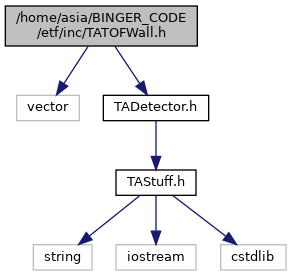 /home/asia/BINGER_CODE
/etf/inc/TATOFWall.h
vector
TADetector.h
TAStuff.h
string
iostream
cstdlib